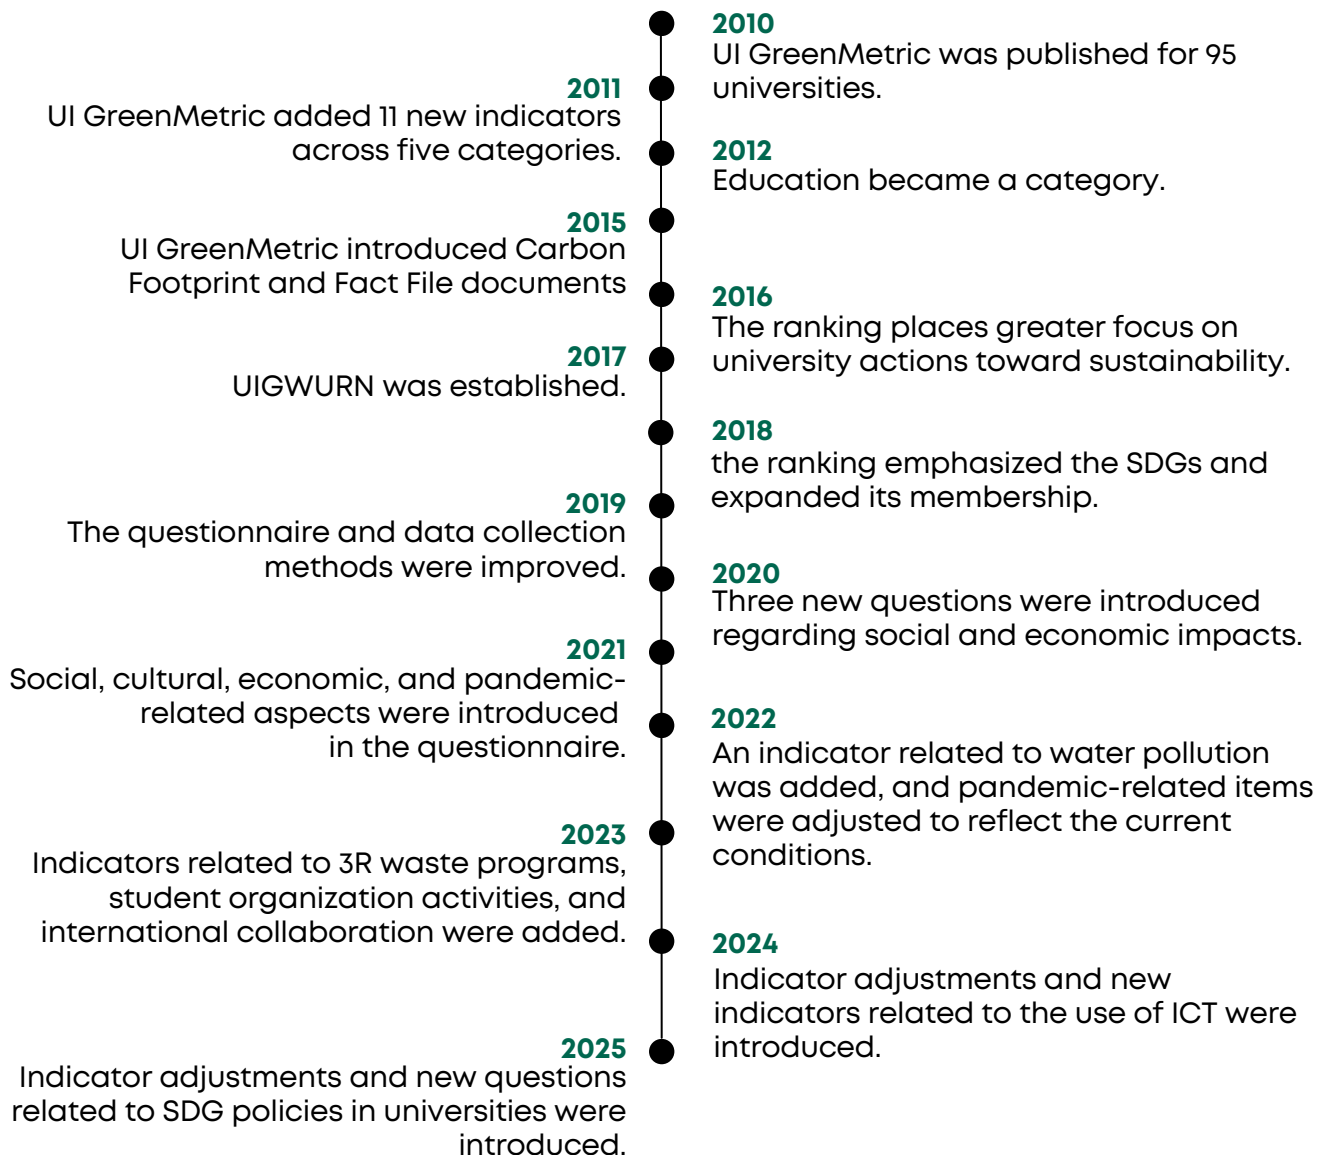 2010
UI GreenMetric was published for 95
universities.
2011
UI GreenMetric added 11 new indicators
across five categories.
2012
Education became a category.
2015
UI GreenMetric introduced Carbon
Footprint and Fact File documents
2016
The ranking places greater focus on
university actions toward sustainability.
2017
UIGWURN was established.
2018
the ranking emphasized the SDGs and
expanded its membership.
2019
The questionnaire and data collection
methods were improved.
2020
Three new questions were introduced
regarding social and economic impacts.
2021
Social, cultural, economic, and pandemic-
related aspects were introduced
in the questionnaire.
2022
An indicator related to water pollution
was added, and pandemic-related items
were adjusted to reflect the current
conditions.
2023
Indicators related to 3R waste programs,
student organization activities, and
international collaboration were added.
2024
Indicator adjustments and new
indicators related to the use of ICT were
introduced.
2025
Indicator adjustments and new questions
related to SDG policies in universities were
introduced.